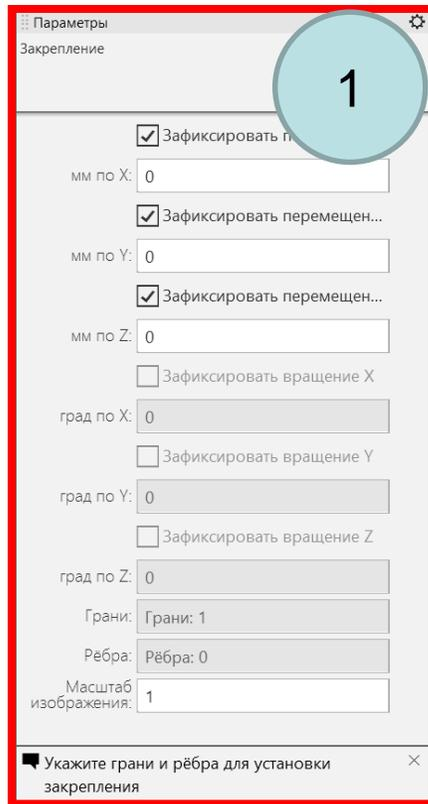 Параметры
Закрепление
1
Зафиксировать
мм по X: 0
Зафиксировать перемещен...
мм по Y: 0
Зафиксировать перемещен...
мм по Z: 0
Зафиксировать вращение X
град по X: 0
Зафиксировать вращение Y
град по Y: 0
Зафиксировать вращение Z
град по Z: 0
Грани: Грани: 1
Рёбра: Рёбра: 0
Масштаб
изображения: 1
Укажите грани и рёбра для установки
закрепления